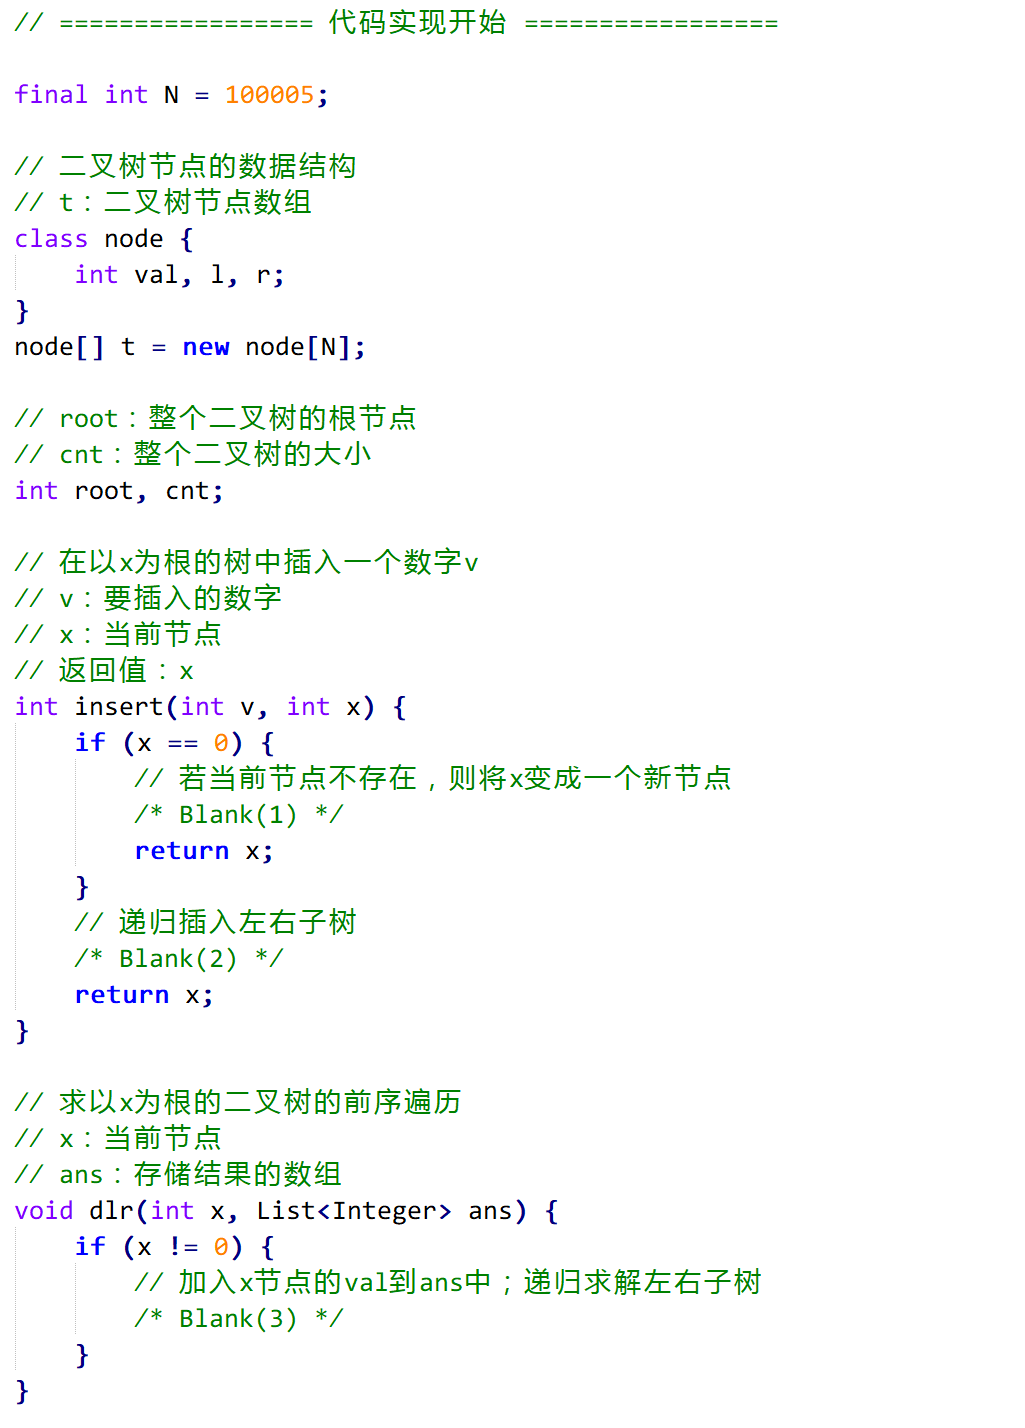 // ================= 代码实现开始 =================
final int N = 100005;
// 二叉树节点的数据结构
// t：二叉树节点数组
class node {
    int val, l, r;
}
node[] t = new node[N];
// root：整个二叉树的根节点
// cnt：整个二叉树的大小
int root, cnt;
// 在以x为根的树中插入一个数字v
// v：要插入的数字
// x：当前节点
// 返回值：x
int insert(int v, int x) {
    if (x == 0) {
        // 若当前节点不存在，则将x变成一个新节点
        /* Blank(1) */
        return x;
    }
    // 递归插入左右子树
    /* Blank(2) */
    return x;
}
// 求以x为根的二叉树的前序遍历
// x：当前节点
// ans：存储结果的数组
void dlr(int x, List<Integer> ans) {
    if (x != 0) {
        // 加入x节点的val到ans中；递归求解左右子树
        /* Blank(3) */
    }
}